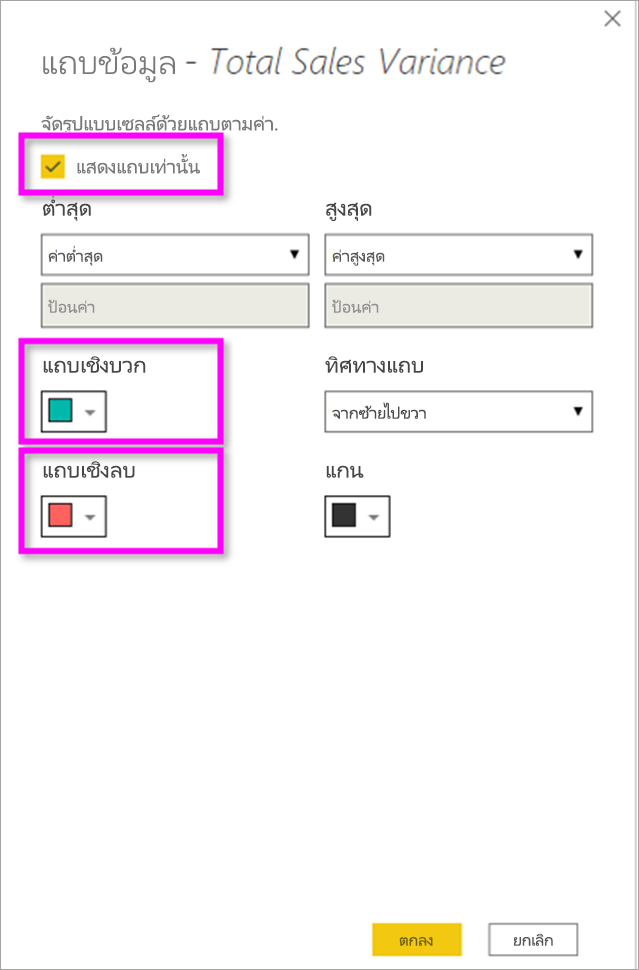 แถบข้อมูล - Total Sales Variance
จัดรูปแบบเซลล์ด้วยแถบตามค่า.
แสดงแถบเท่านั้น
ต่ำสุด
สูงสุด
ค่าต่ำสุด
ค่าสูงสุด
ป้อนค่า
ป้อนค่า
แถบเชิงบวก
ทิศทางแถบ
จากซ้ายไปขวา
แถบเชิงลบ
แกน
ตกลง
ยกเลิก